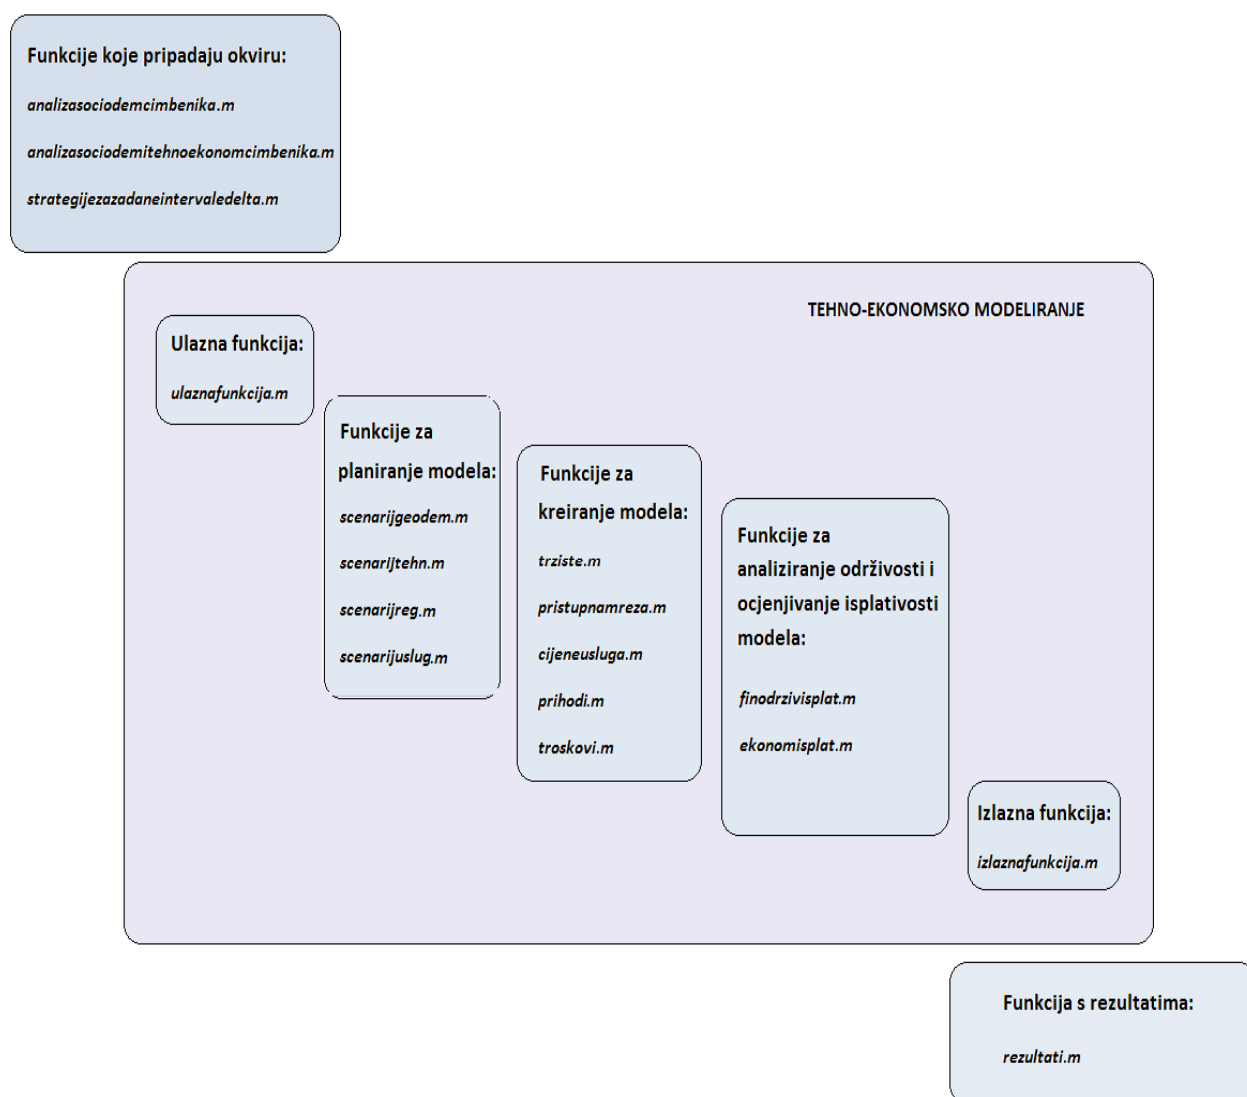 Funkcije koje pripadaju okviru:
analizasociodemcimbenika.m
analizasociodemitehnoekonomcimbenika.m
strategijezazadaneintervaledelta.m
TEHNO-EKONOMSKO MODELIRANJE
Ulazna funkcija:
ulaznafunkcija.m
Funkcije za
planiranje modela:
scenarijgeodem.m
scenarijtehn.m
scenarijreg.m
scenarijuslug.m
Funkcije za
kreiranje modela:
trziste.m
pristupnamreza.m
cijeneusluga.m
prihodi.m
troskovi.m
Funkcije za
analiziranje održivosti i
ocjenjivanje isplativosti
modela:
finodrzivisplat.m
ekonomisplat.m
Izlazna funkcija:
izlaznafunkcija.m
Funkcija s rezultatima:
rezultati.m